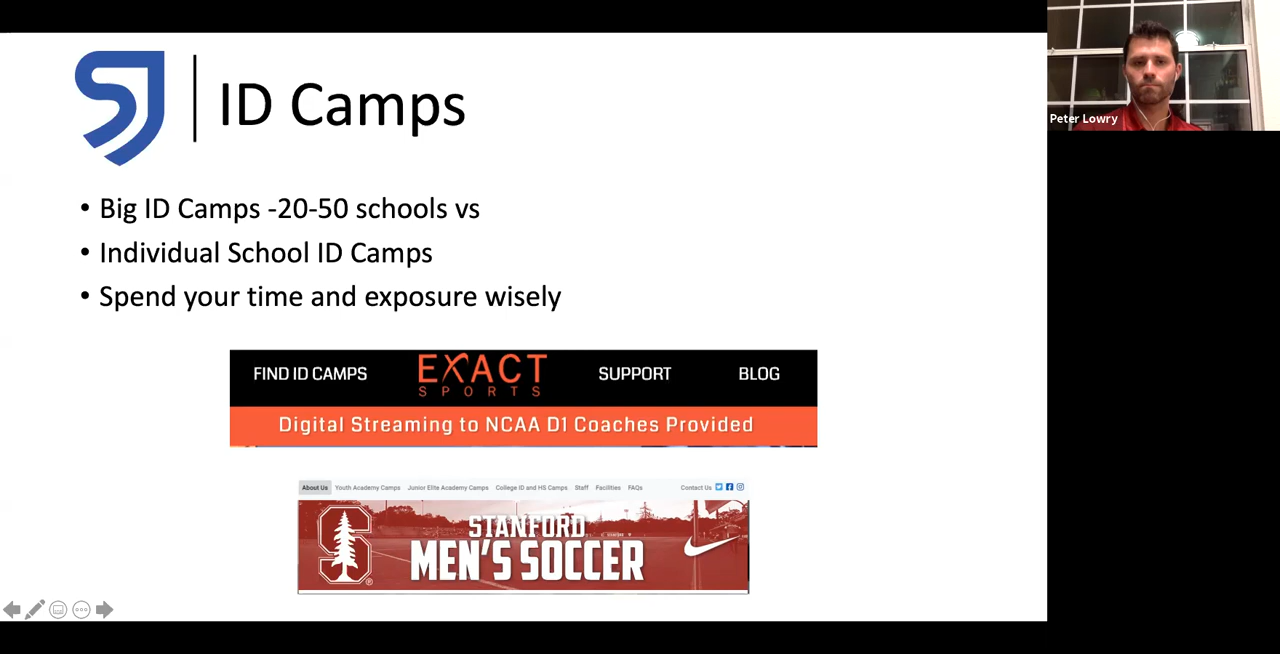 SJ
ID Camps
• Big ID Camps -20-50 schools vs
• Individual School ID Camps
• Spend your time and exposure wisely
FIND ID CAMPS EXACT SPORTS SUPPORT BLOG
Digital Streaming to NCAA D1 Coaches Provided
About Us Youth Academy Camps Junior Elite Academy Camps College ID and HS Camps Staff Facilities FAQs Contact Us
S
STANFORD
MEN'S SOCCER
Peter Lowry